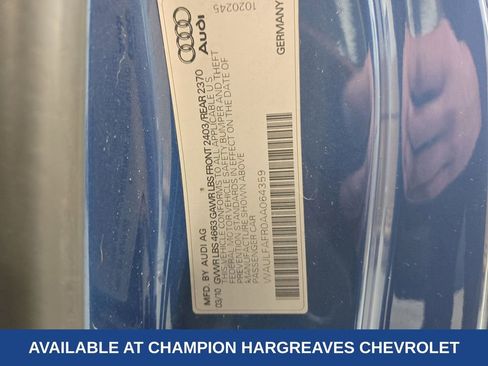 Audi
1020245
GERMANY
MFD. BY AUDI AG
03/10 GVWR LBS 4663 GAWR LBS FRONT 2403/REAR 2370
THIS VEHICLE CONFORMS TO ALL APPLICABLE U.S.
FEDERAL MOTOR VEHICLE SAFETY BUMPER AND THEFT
PREVENTION STANDARDS IN EFFECT ON THE DATE OF
MANUFACTURE SHOWN ABOVE
PASSENGER CAR
WAULFAFR0AA064359
AVAILABLE AT CHAMPION HARGREAVES CHEVROLET